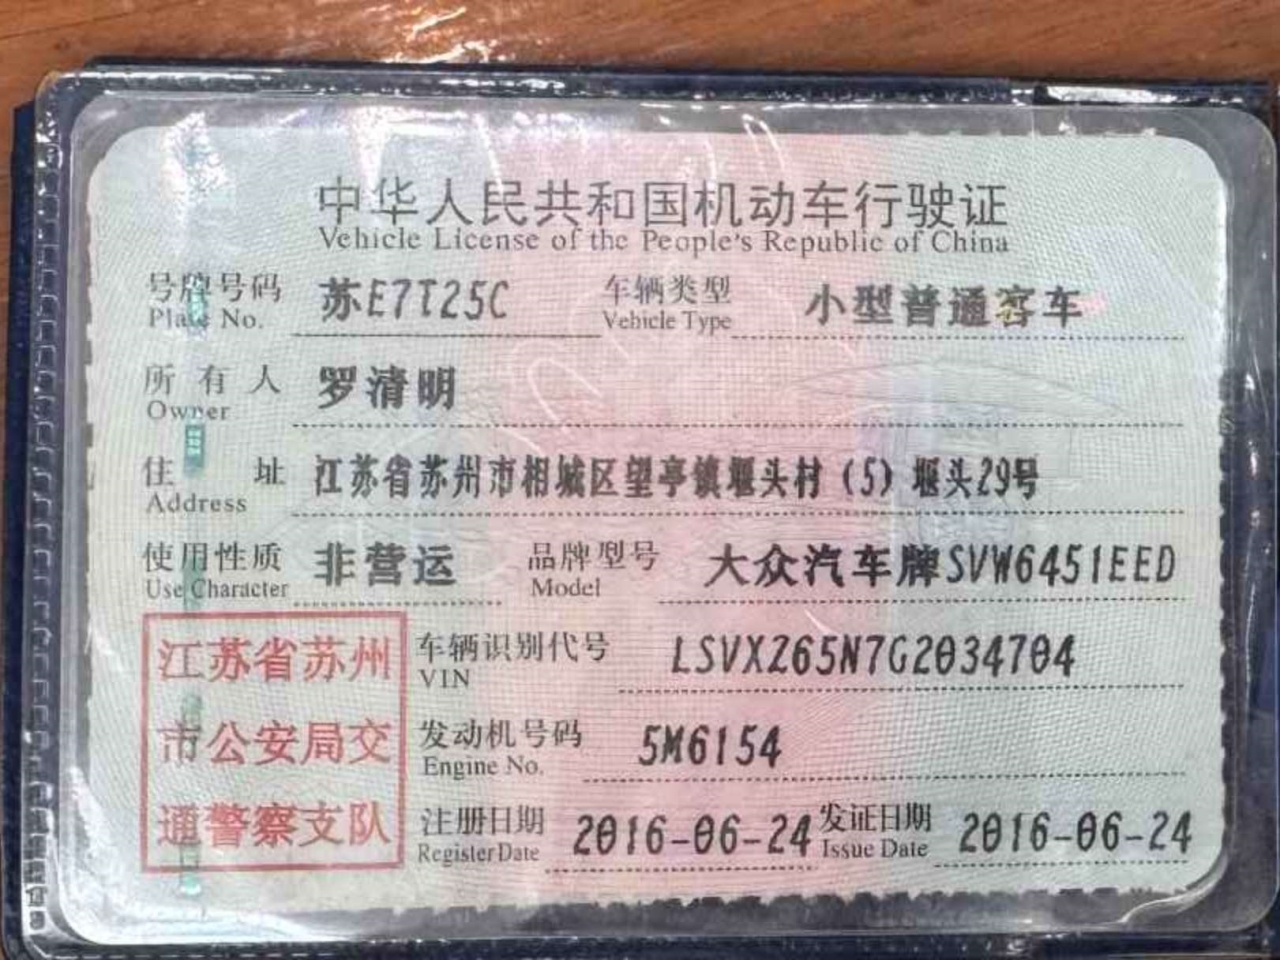 中华人民共和国机动车行驶证
Vehicle License of the People's Republic of China
号牌号码 苏E7T25C 车辆类型 小型普通客车
Plate No. Vehicle Type
所有人 罗清明
Owner
住址 江苏省苏州市相城区望亭镇堰头村(5)堰头29号
Address
使用性质 非营运 品牌型号 大众汽车牌SVW6451EED
Use Character Model
江苏省苏州
市公安局交
通警察支队
车辆识别代号 LSVXZ65N7G2034704
VIN
发动机号码 5M6154
Engine No.
注册日期 2016-06-24 发证日期 2016-06-24
Register Date Issue Date